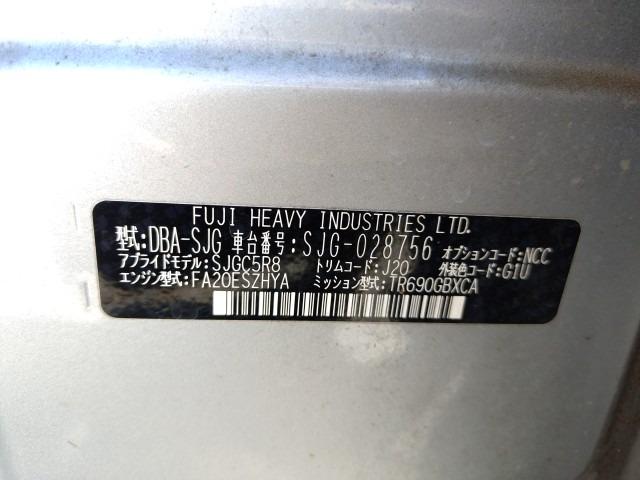 FUJI HEAVY INDUSTRIES LTD.
型式:DBA-SJG 車台番号:SJG-028756 オプションコード:NCC
アプライドモデル:SJGC5R8 トリムコード:J20 外装色コード:G1U
エンジン型式:FA20ESZHYA ミッション型式:TR690GBXCA